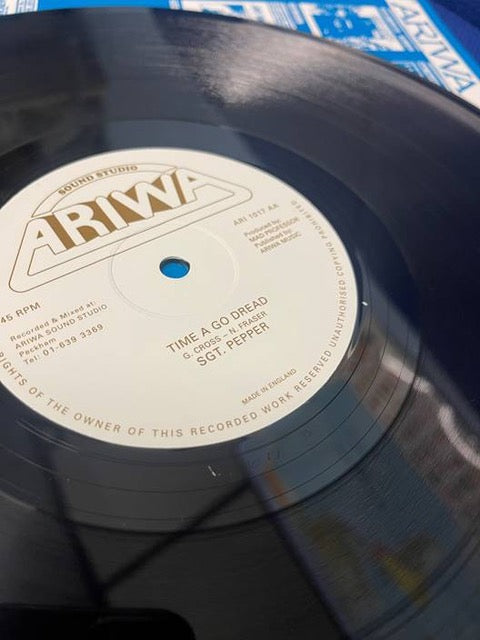 ARIWA
SOUND STUDIO
ARIWA
ARI 1017 AA
Produced by:
MAD PROFESSOR
Published by:
ARIWA MUSIC
45 RPM
Recorded & Mixed at:
ARIWA SOUND STUDIO
Peckham
Tel: 01-639 3369
TIME A GO DREAD
G. CROSS - N. FRASER
SGT. PEPPER
MADE IN ENGLAND
RIGHTS OF THE OWNER OF THIS RECORDED WORK RESERVED UNAUTHORISED COPYING PROHIBITED